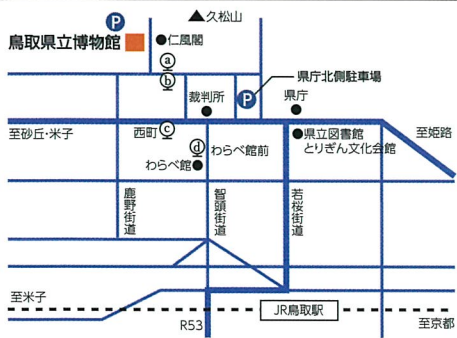 P
▲久松山
鳥取県立博物館
仁風閣
ⓐ
ⓑ
県庁北側駐車場
裁判所
P
県庁
至砂丘・米子
西町
ⓒ
県立図書館
とりぎん文化会館
至姫路
ⓓ
わらべ館前
わらべ館
鹿野街道
智頭街道
若桜街道
至米子
JR鳥取駅
R53
至京都